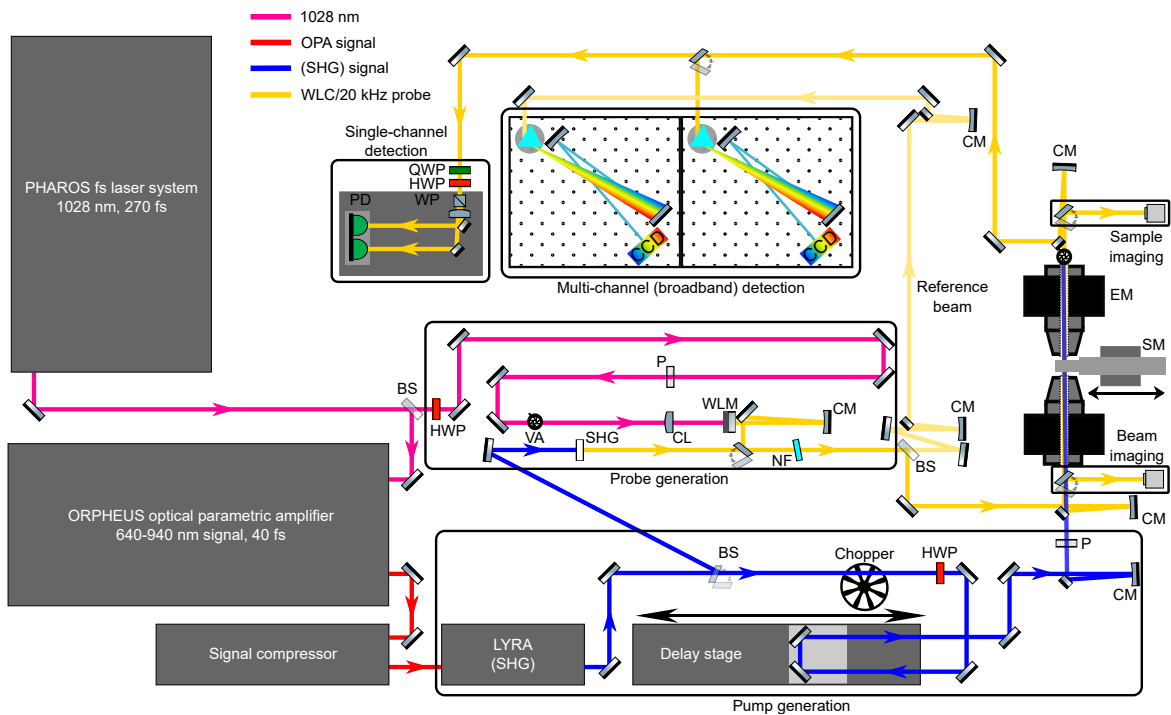 1028 nm
OPA signal
(SHG) signal
WLC/20 kHz probe
PHAROS fs laser system
1028 nm, 270 fs
Single-channel
detection
QWP
HWP
WP
PD
CCD
CCD
Multi-channel (broadband) detection
CM
CM
Sample
imaging
Reference
beam
EM
SM
BS
HWP
P
VA
SHG
CL
WLM
CM
NF
Probe generation
CM
BS
Beam
imaging
CM
ORPHEUS optical parametric amplifier
640-940 nm signal, 40 fs
BS
Chopper
HWP
P
CM
Signal compressor
LYRA
(SHG)
Delay stage
Pump generation